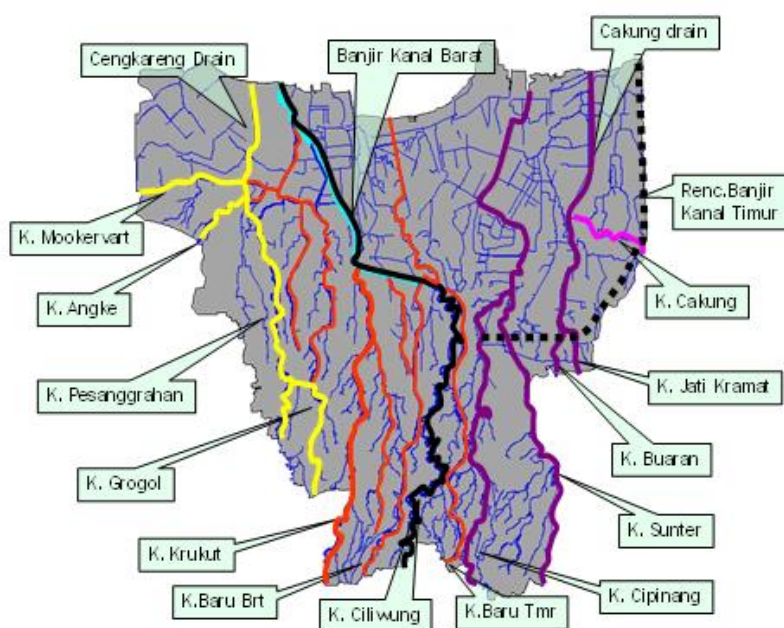 Cengkareng Drain
Banjir Kanal Barat
Cakung drain
Renc.Banjir
Kanal Timur
K. Mookervart
K. Angke
K. Cakung
K. Pesanggrahan
K. Jati Kramat
K. Buaran
K. Grogol
K. Sunter
K. Krukut
K.Baru Brt
K. Ciliwung
K.Baru Tmr
K. Cipinang